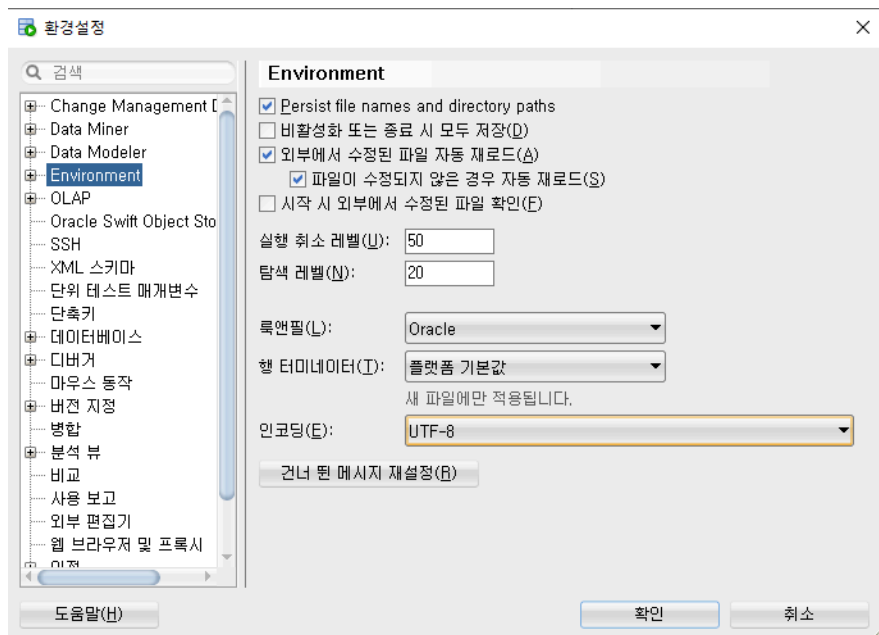 환경설정
검색
Change Management D
Data Miner
Data Modeler
Environment
OLAP
Oracle Swift Object Sto
SSH
XML 스키마
단위 테스트 매개변수
단축키
데이터베이스
디버거
마우스 동작
버전 지정
병합
분석 뷰
비교
사용 보고
외부 편집기
웹 브라우저 및 프록시
이전
Environment
Persist file names and directory paths
비활성화 또는 종료 시 모두 저장(D)
외부에서 수정된 파일 자동 재로드(A)
파일이 수정되지 않은 경우 자동 재로드(S)
시작 시 외부에서 수정된 파일 확인(F)
실행 취소 레벨(U): 50
탐색 레벨(N): 20
룩앤필(L): Oracle
행 터미네이터(T): 플랫폼 기본값
새 파일에만 적용됩니다.
인코딩(E): UTF-8
건너 뛴 메시지 재설정(R)
도움말(H)
확인
취소